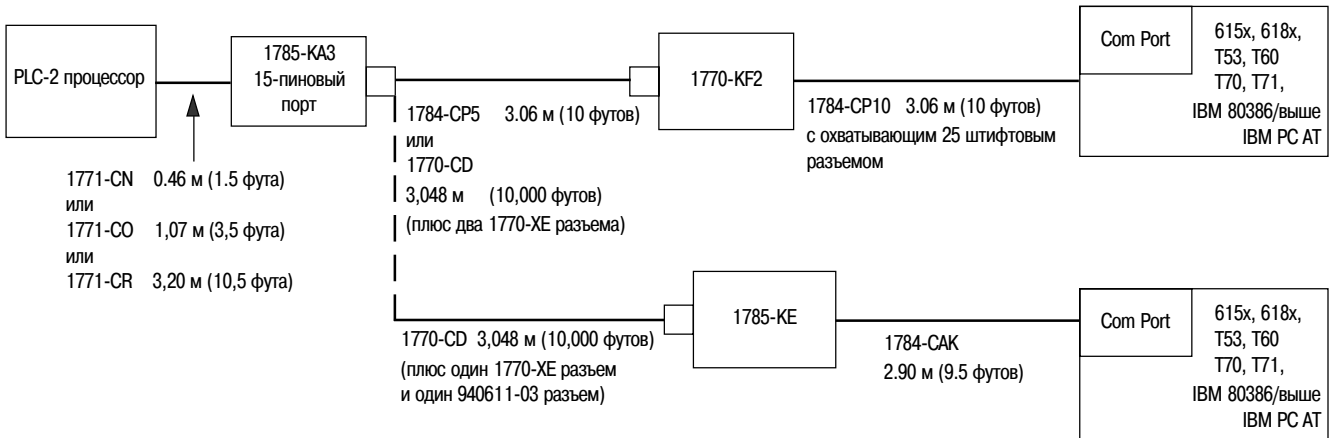 PLC-2 процессор
1785-KA3
15-пиновый
порт
1771-CN 0.46 м (1.5 фута)
или
1771-CO 1,07 м (3,5 фута)
или
1771-CR 3,20 м (10,5 фута)
1784-CP5 3.06 м (10 футов)
или
1770-CD
3,048 м (10,000 футов)
(плюс два 1770-XE разъема)
1770-KF2
1784-CP10 3.06 м (10 футов)
с охватывающим 25 штифтовым
разъемом
Com Port
615x, 618x,
T53, T60
T70, T71,
IBM 80386/выше
IBM PC AT
1770-CD 3,048 м (10,000 футов)
(плюс один 1770-XE разъем
и один 940611-03 разъем)
1785-KE
1784-CAK
2.90 м (9.5 футов)
Com Port
615x, 618x,
T53, T60
T70, T71,
IBM 80386/выше
IBM PC AT